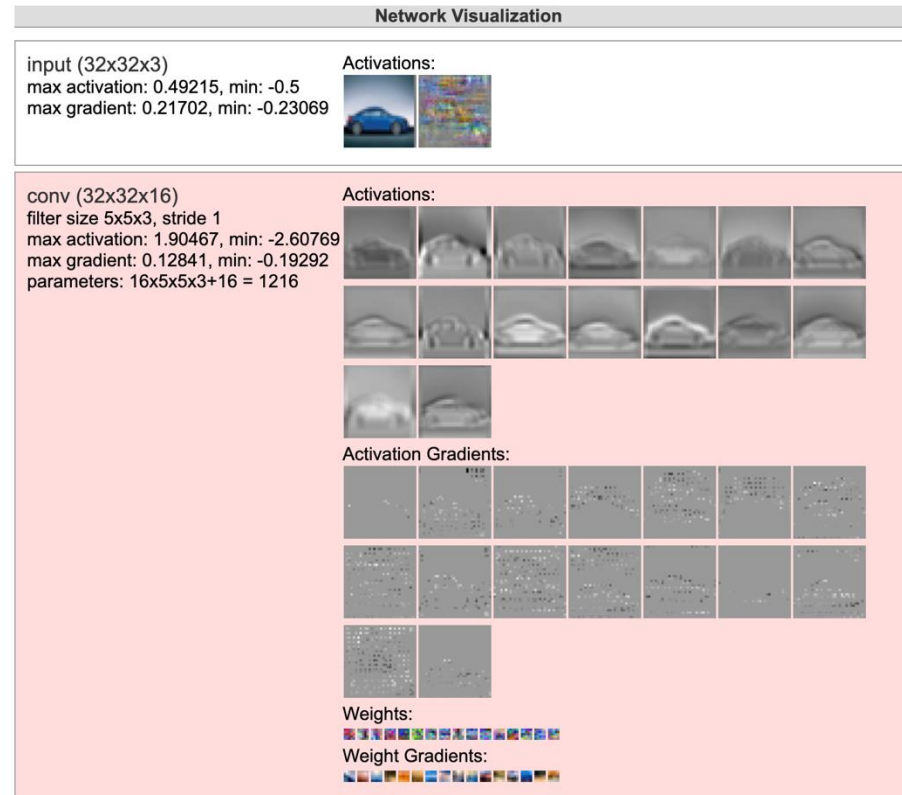 Network Visualization
input (32x32x3)
max activation: 0.49215, min: -0.5
max gradient: 0.21702, min: -0.23069
Activations:
conv (32x32x16)
filter size 5x5x3, stride 1
max activation: 1.90467, min: -2.60769
max gradient: 0.12841, min: -0.19292
parameters: 16x5x5x3+16 = 1216
Activations:
Activation Gradients:
Weights:
Weight Gradients: